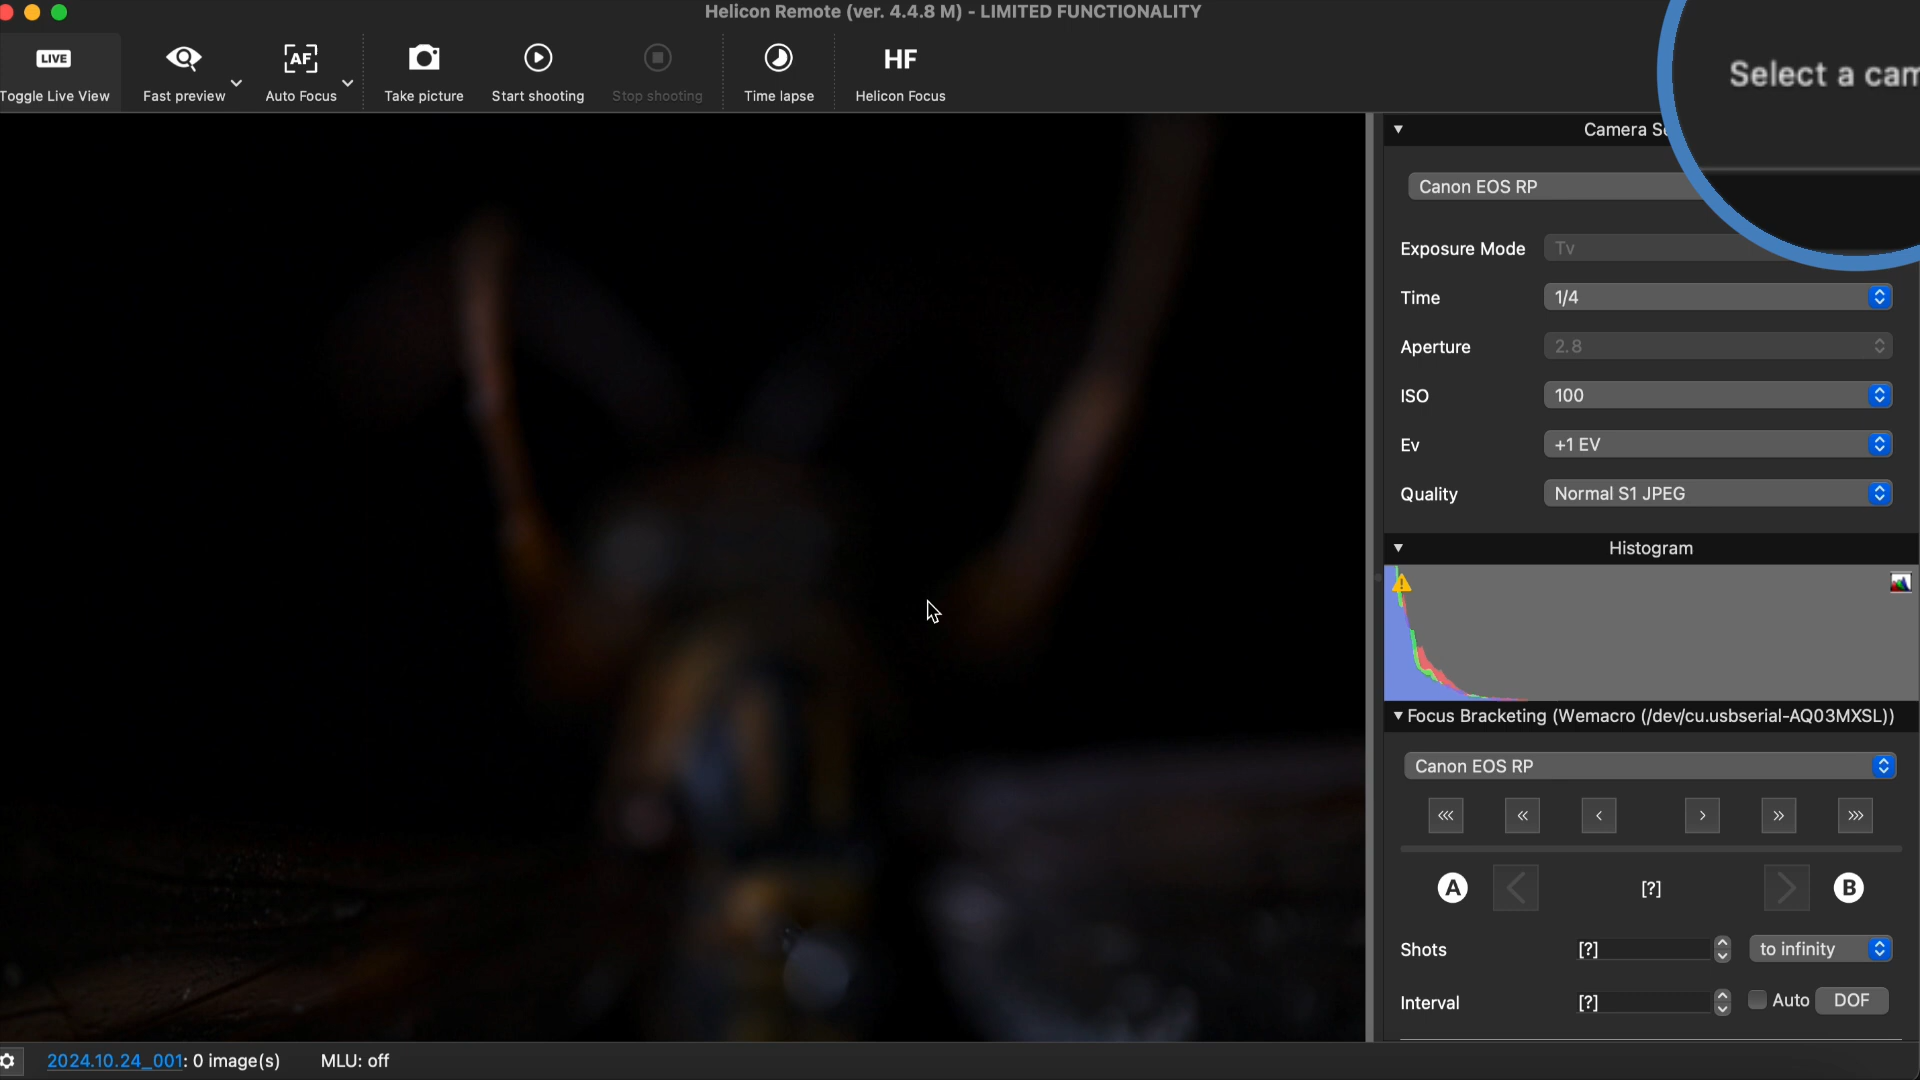 Helicon Remote (ver. 4.4.8 M) - LIMITED FUNCTIONALITY
Select a cam
LIVE
AF
HF
Toggle Live View
Fast preview
Auto Focus
Take picture
Start shooting
Stop shooting
Time lapse
Helicon Focus
Camera Se
Canon EOS RP
Exposure Mode Tv
Time 1/4
Aperture 2.8
ISO 100
Ev +1 EV
Quality Normal S1 JPEG
Histogram
Focus Bracketing (Wemacro (/dev/cu.usbserial-AQ03MXSL))
Canon EOS RP
A [?] B
Shots [?] to infinity
Interval [?] Auto DOF
2024.10.24_001: 0 image(s) MLU: off